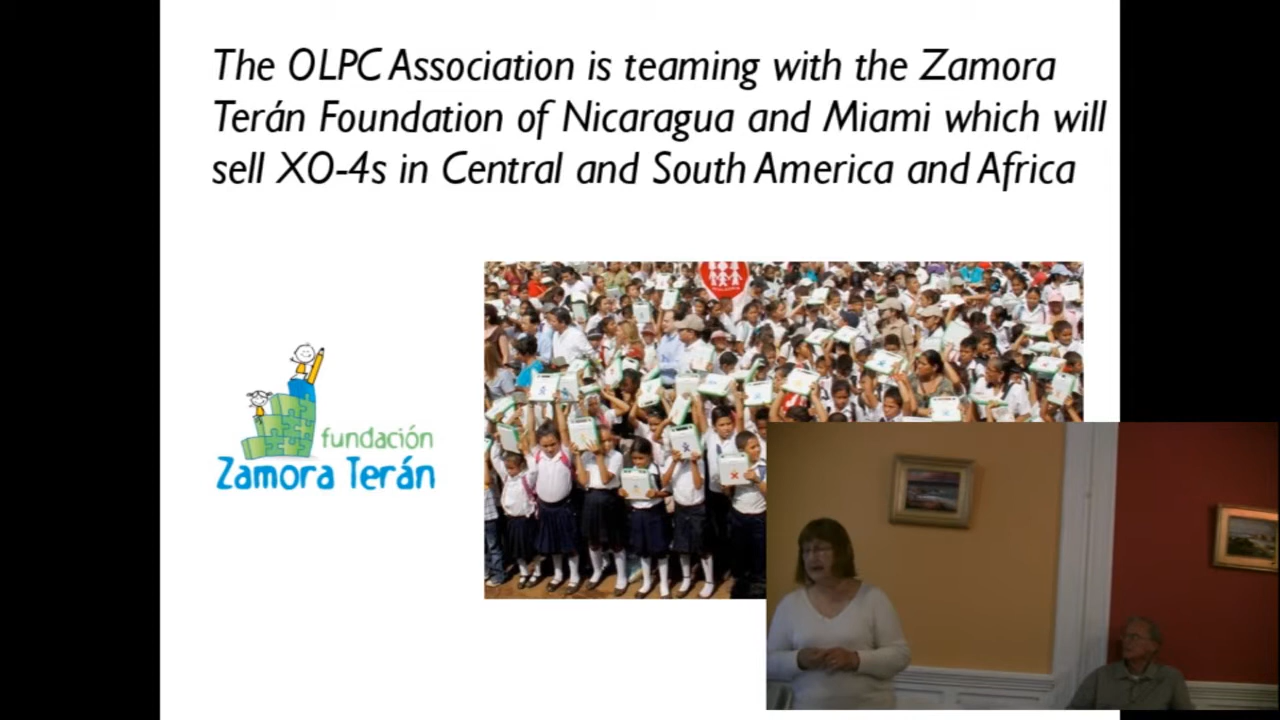 The OLPC Association is teaming with the Zamora
Terán Foundation of Nicaragua and Miami which will
sell XO-4s in Central and South America and Africa
fundación
Zamora Terán